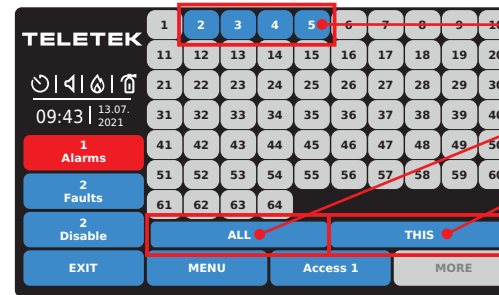 TELETEK
09:43
13.07.
2021
1
Alarms
2
Faults
2
Disable
EXIT
1 2 3 4 5 6 7 8 9 10
11 12 13 14 15 16 17 18 19 20
21 22 23 24 25 26 27 28 29 30
31 32 33 34 35 36 37 38 39 40
41 42 43 44 45 46 47 48 49 50
51 52 53 54 55 56 57 58 59 60
61 62 63 64
ALL THIS
MENU Access 1 MORE